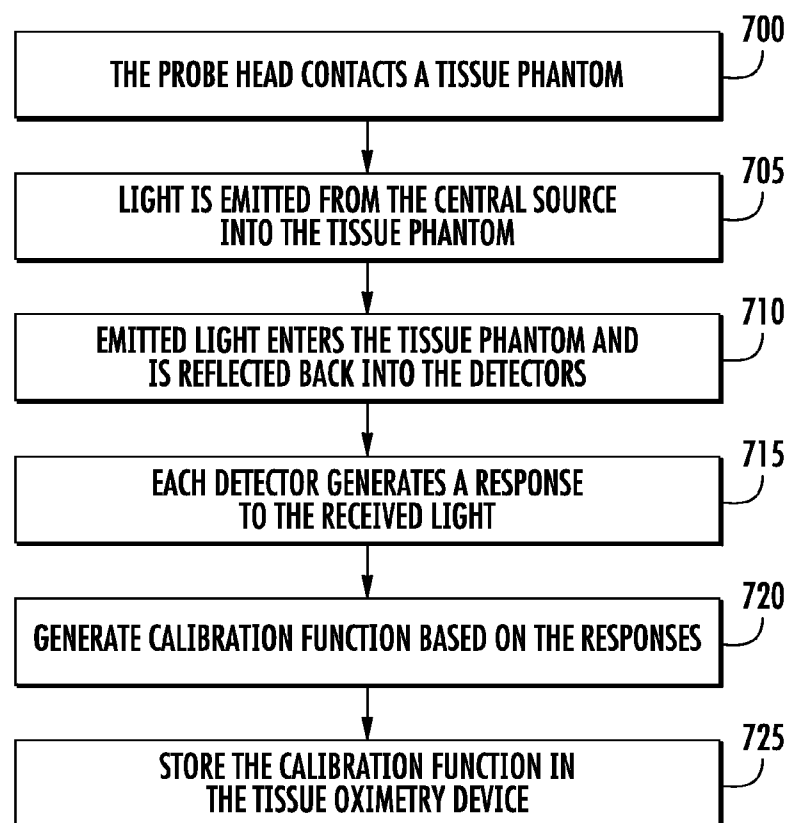 700
THE PROBE HEAD CONTACTS A TISSUE PHANTOM
705
LIGHT IS EMITTED FROM THE CENTRAL SOURCE
INTO THE TISSUE PHANTOM
710
EMITTED LIGHT ENTERS THE TISSUE PHANTOM AND
IS REFLECTED BACK INTO THE DETECTORS
715
EACH DETECTOR GENERATES A RESPONSE
TO THE RECEIVED LIGHT
720
GENERATE CALIBRATION FUNCTION BASED ON THE RESPONSES
725
STORE THE CALIBRATION FUNCTION IN
THE TISSUE OXIMETRY DEVICE